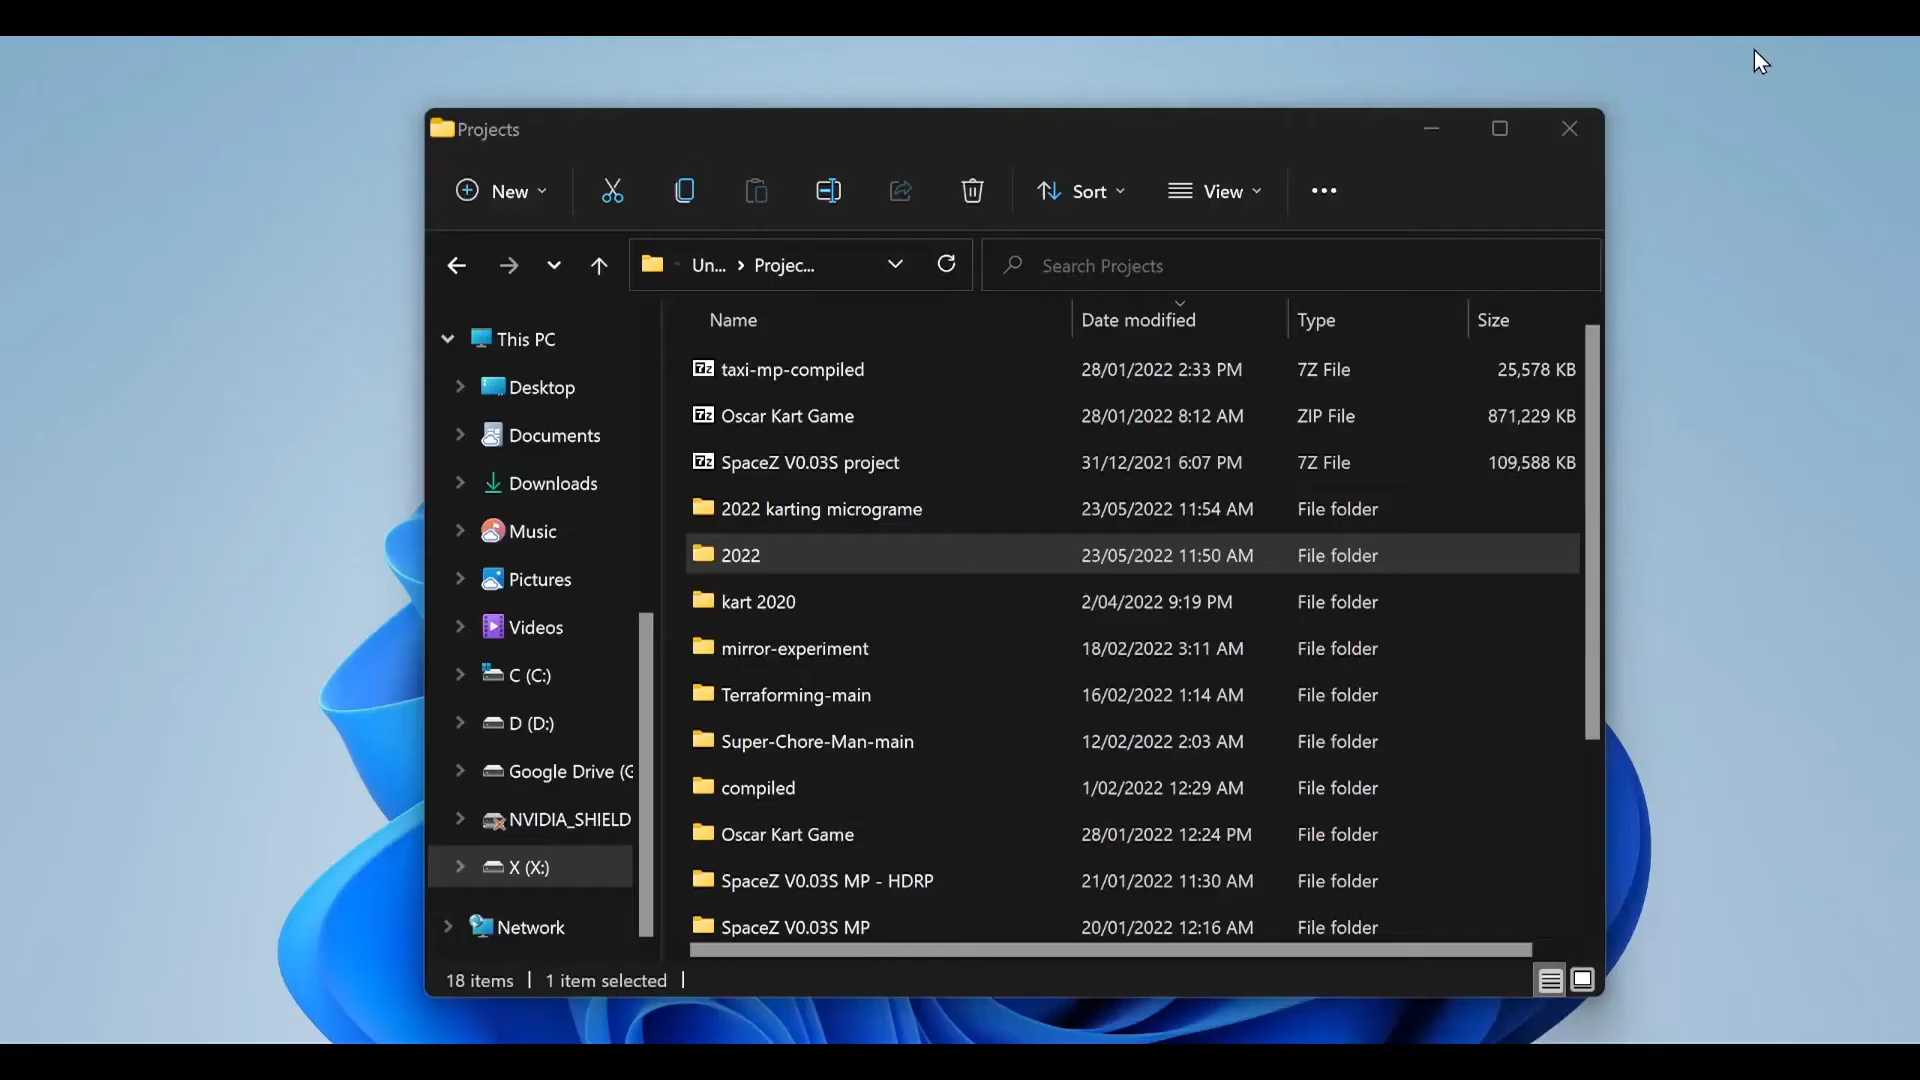 Projects
New
Sort
View
Un... Projec...
Search Projects
Name Date modified Type Size
This PC
Desktop
Documents
Downloads
Music
Pictures
Videos
C (C:)
D (D:)
Google Drive (G
NVIDIA_SHIELD
X (X:)
Network
taxi-mp-compiled 28/01/2022 2:33 PM 7Z File 25,578 KB
Oscar Kart Game 28/01/2022 8:12 AM ZIP File 871,229 KB
SpaceZ V0.03S project 31/12/2021 6:07 PM 7Z File 109,588 KB
2022 karting micrograme 23/05/2022 11:54 AM File folder
2022 23/05/2022 11:50 AM File folder
kart 2020 2/04/2022 9:19 PM File folder
mirror-experiment 18/02/2022 3:11 AM File folder
Terraforming-main 16/02/2022 1:14 AM File folder
Super-Chore-Man-main 12/02/2022 2:03 AM File folder
compiled 1/02/2022 12:29 AM File folder
Oscar Kart Game 28/01/2022 12:24 PM File folder
SpaceZ V0.03S MP - HDRP 21/01/2022 11:30 AM File folder
SpaceZ V0.03S MP 20/01/2022 12:16 AM File folder
18 items 1 item selected